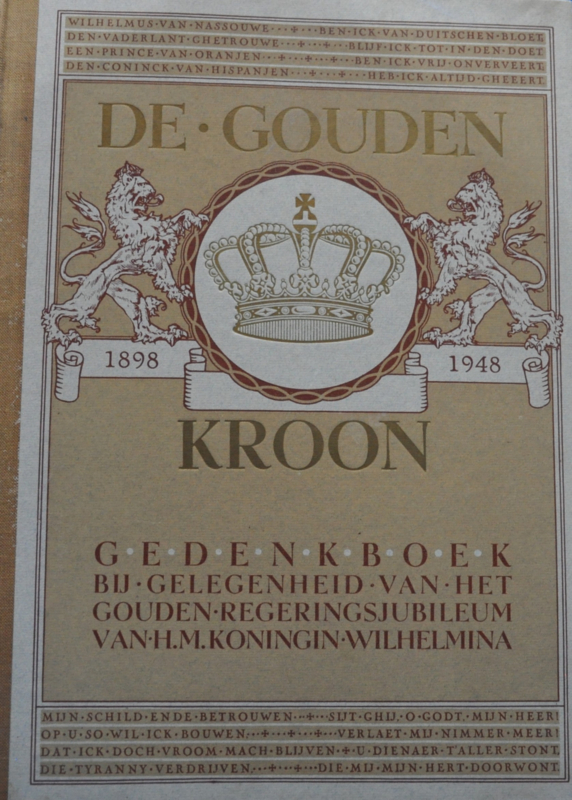 WILHELMUS·VAN·NASSOUWE···+···BEN·ICK·VAN·DUITSCHEN·BLOET,
DEN·VADERLANT·GHETROUWE·····+···BLIJF·ICK·TOT·IN·DEN·DOET
EEN·PRINCE·VAN·ORANJEN···+···+···BEN·ICK·VRIJ·ONVERVEERT,
DEN·CONINCK·VAN·HISPANJEN···+···+···HEB·ICK·ALTIJD·GHEEERT.
DE·GOUDEN
1898 1948
KROON
G·E·D·E·N·K·B·O·E·K
BIJ·GELEGENHEID·VAN·HET
GOUDEN·REGERINGSJUBILEUM
VAN·H.M.KONINGIN·WILHELMINA
MIJN·SCHILD·ENDE·BETROUWEN···+···SIJT·GHIJ,·O·GODT,·MIJN·HEER!
OP·U·SO·WIL·ICK·BOUWEN,···+···+···VERLAET·MIJ·NIMMER·MEER!
DAT·ICK·DOCH·VROOM·MACH·BLIJVEN·+·U·DIENAER·T'ALLER·STONT,
DIE·TYRANNY·VERDRIJVEN,···+···+···DIE·MIJ·MIJN·HERT·DOORWONT.